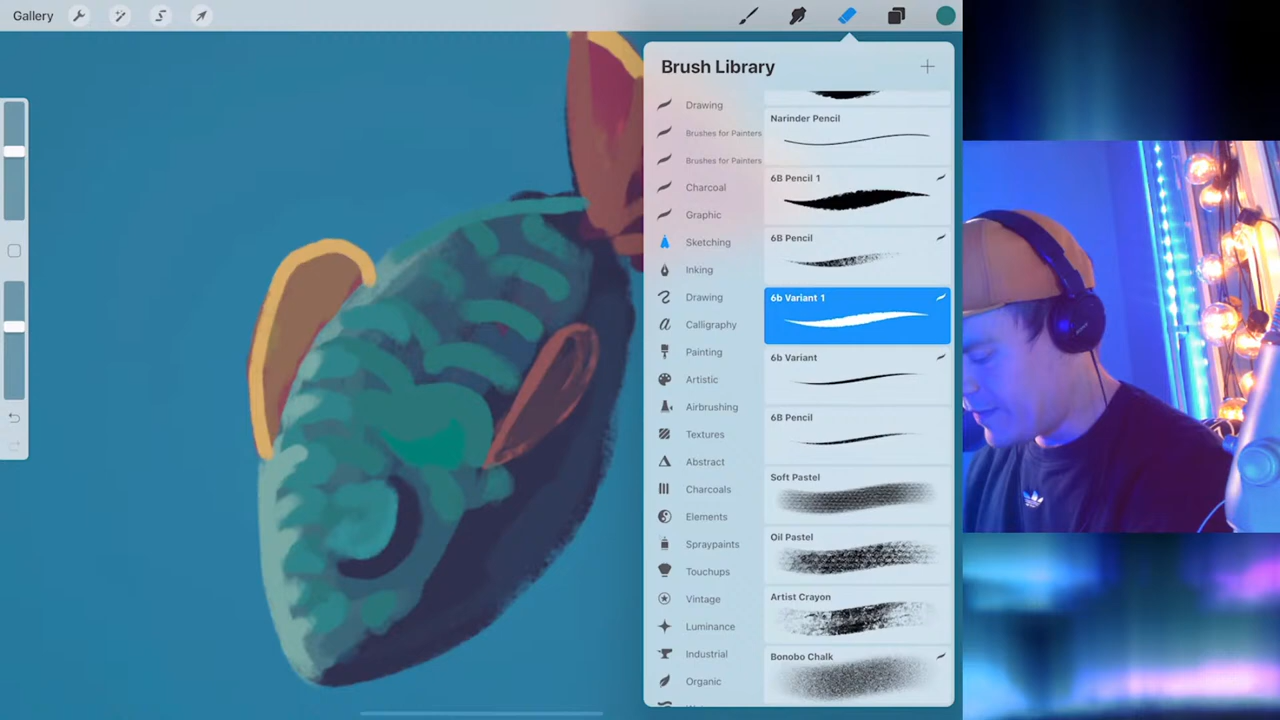 Gallery
Brush Library
Drawing
Brushes for Painters
Brushes for Painters
Charcoal
Graphic
Sketching
Inking
Drawing
Calligraphy
Painting
Artistic
Airbrushing
Textures
Abstract
Charcoals
Elements
Spraypaints
Touchups
Vintage
Luminance
Industrial
Organic
Narinder Pencil
6B Pencil 1
6B Pencil
6b Variant 1
6b Variant
6B Pencil
Soft Pastel
Oil Pastel
Artist Crayon
Bonobo Chalk